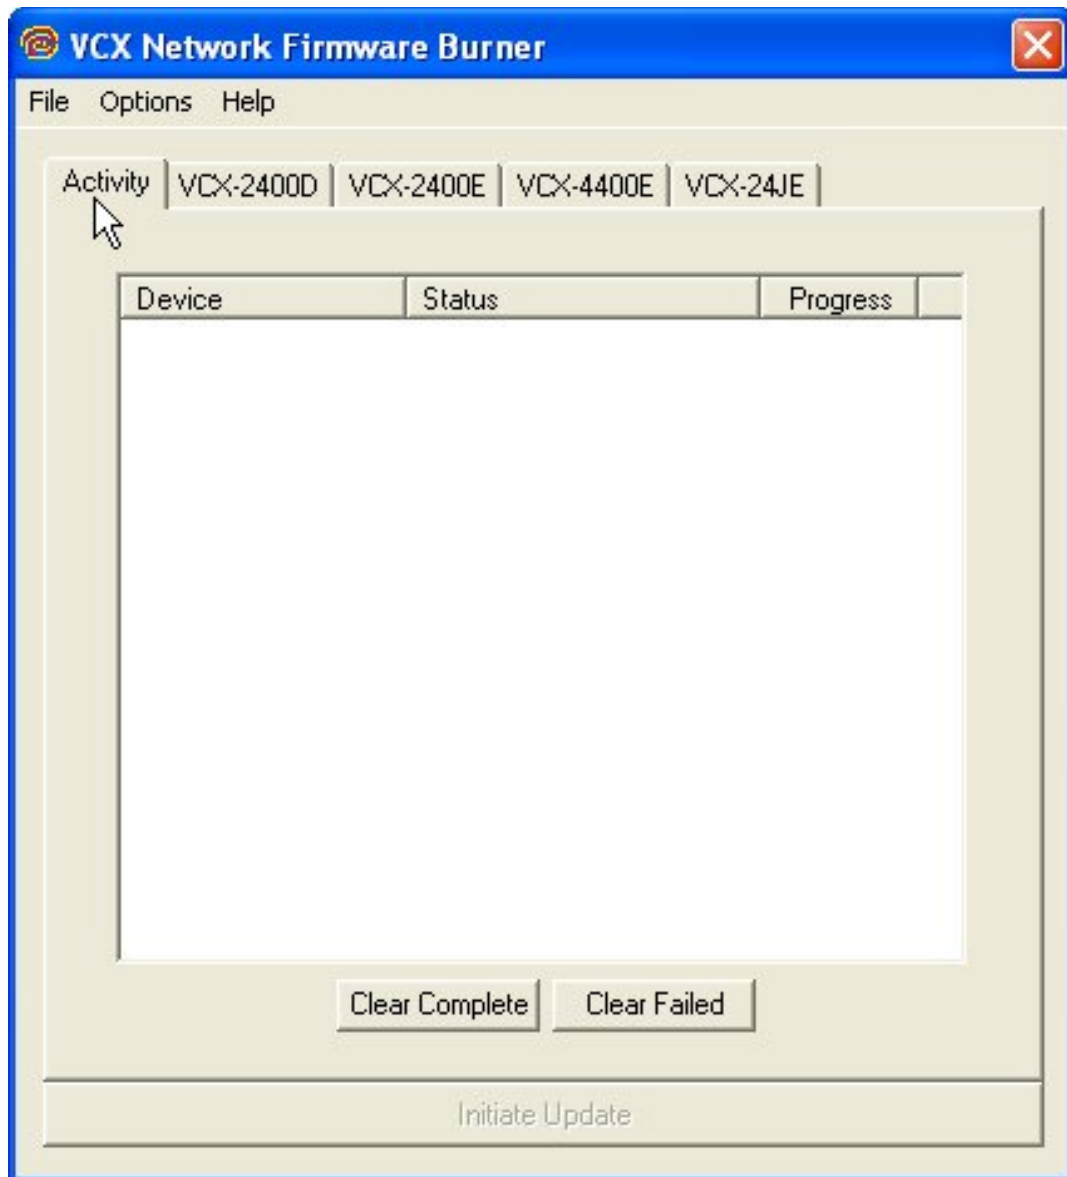 VCX Network Firmware Burner
File Options Help
Activity VCX-2400D VCX-2400E VCX-4400E VCX-24JE
Device Status Progress
Clear Complete Clear Failed
Initiate Update